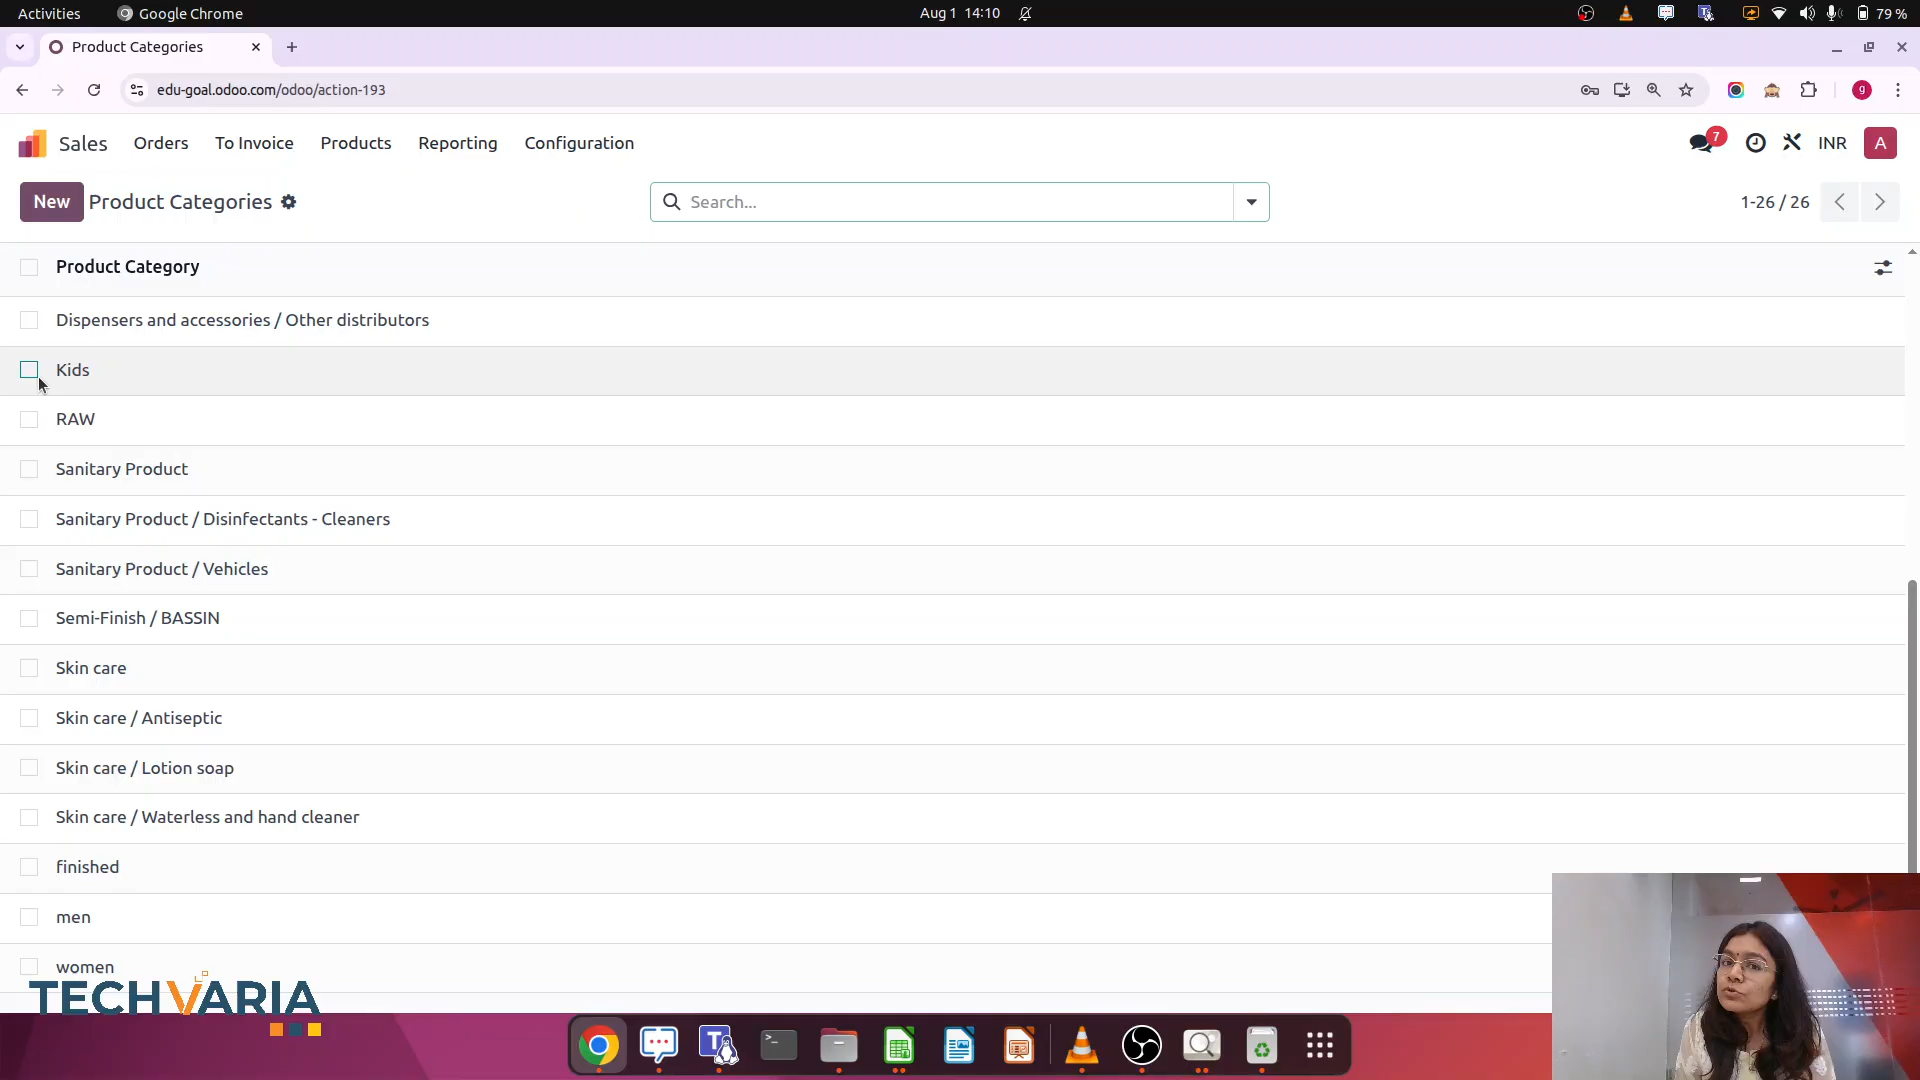 Activities Google Chrome Aug 1 14:10 79 %
Product Categories
edu-goal.odoo.com/odoo/action-193 g
Sales Orders To Invoice Products Reporting Configuration 7 INR A
New Product Categories Search... 1-26 / 26
Product Category
Dispensers and accessories / Other distributors
Kids
RAW
Sanitary Product
Sanitary Product / Disinfectants - Cleaners
Sanitary Product / Vehicles
Semi-Finish / BASSIN
Skin care
Skin care / Antiseptic
Skin care / Lotion soap
Skin care / Waterless and hand cleaner
finished
men
women
TECHVARIA